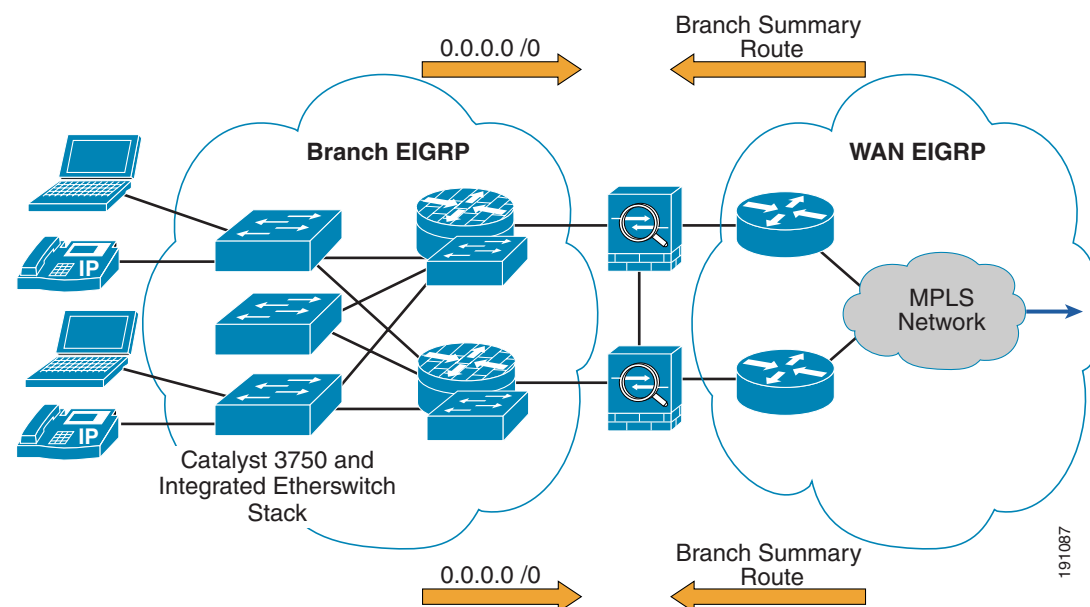 0.0.0.0 /0
Branch Summary
Route
Branch EIGRP
WAN EIGRP
IP
MPLS
Network
IP
Catalyst 3750 and
Integrated Etherswitch
Stack
191087
0.0.0.0 /0
Branch Summary
Route